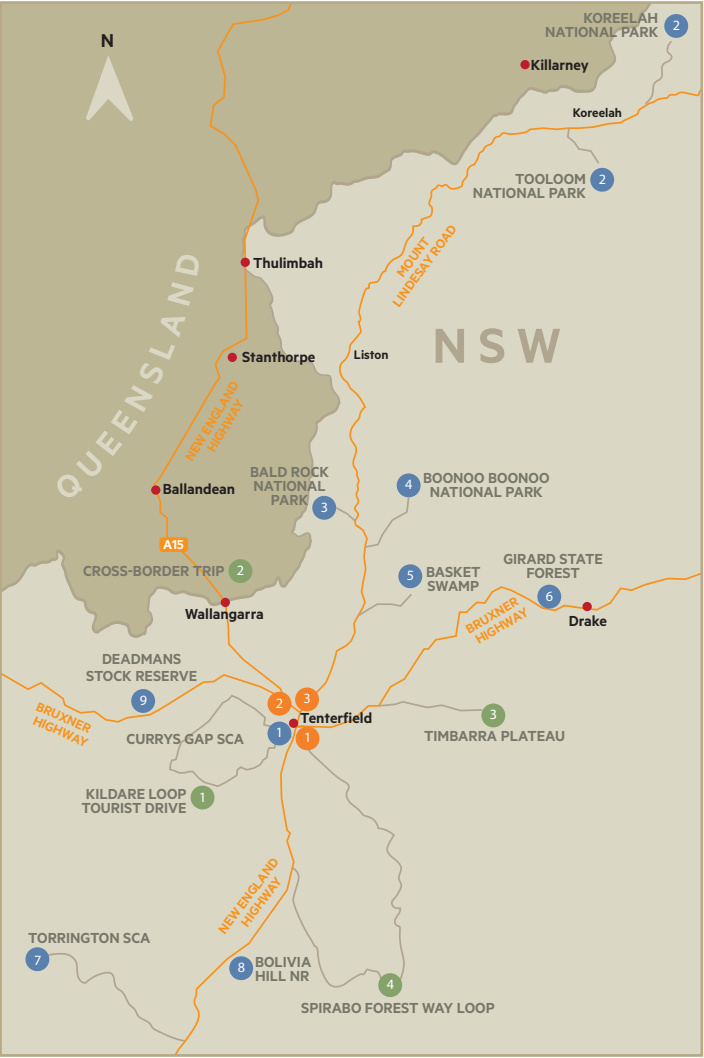 KOREELAH
NATIONAL PARK
2
N
Killarney
Koreelah
TOOLOOM
NATIONAL PARK
2
MOUNT
LINDESAY ROAD
Thulimbah
QUEENSLAND
NSW
Stanthorpe
Liston
NEW ENGLAND
HIGHWAY
BALD ROCK
NATIONAL
PARK
3
4
BOONOO BOONOO
NATIONAL PARK
Ballandean
A15
CROSS-BORDER TRIP
2
5
BASKET
SWAMP
GIRARD STATE
FOREST
6
Wallangarra
BRUXNER
HIGHWAY
Drake
DEADMANS
STOCK RESERVE
9
BRUXNER
HIGHWAY
2
3
Tenterfield
1
1
CURRYS GAP SCA
3
TIMBARRA PLATEAU
KILDARE LOOP
TOURIST DRIVE
1
NEW ENGLAND
HIGHWAY
TORRINGTON SCA
7
8
BOLIVIA
HILL NR
4
SPIRABO FOREST WAY LOOP